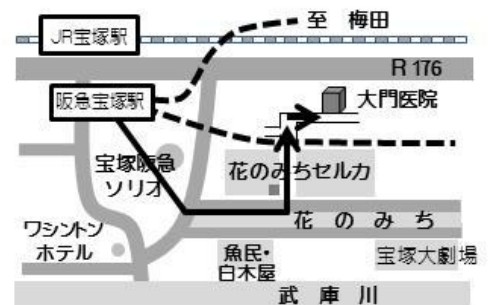 至 梅田
JR宝塚駅
R 176
阪急宝塚駅
大門医院
宝塚阪急
ソリオ
花のみちセルカ
花 の み ち
ワシントン
ホテル
魚民・
白木屋
宝塚大劇場
武 庫 川